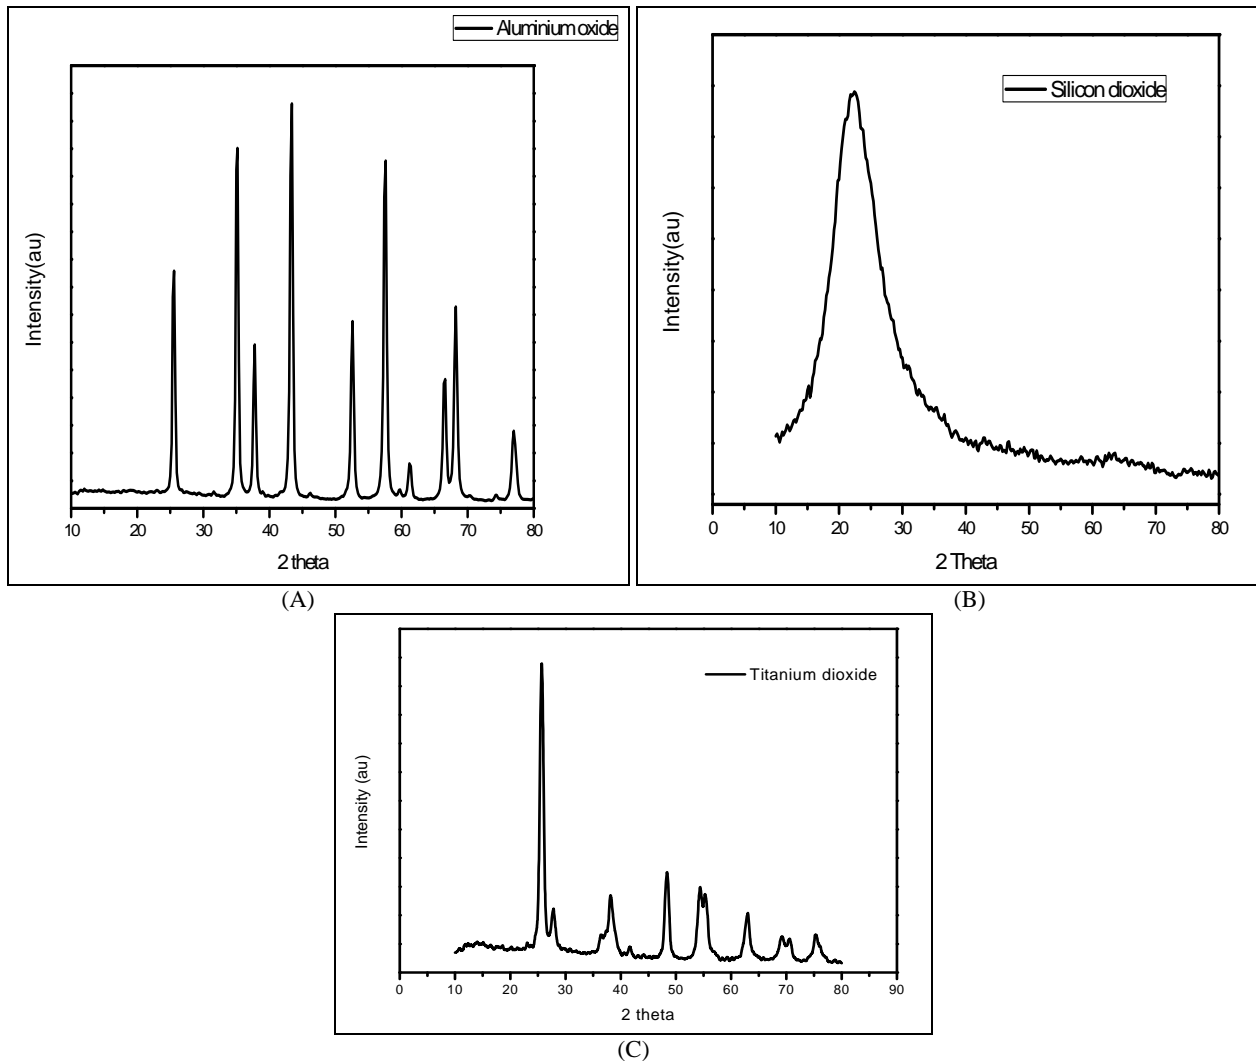 Aluminium oxide
Intensity(au)
10 20 30 40 50 60 70 80
2 theta
(A)
Silicon dioxide
Intensity(au)
0 10 20 30 40 50 60 70 80
2 Theta
(B)
Titanium dioxide
Intensity (au)
0 10 20 30 40 50 60 70 80 90
2 theta
(C)